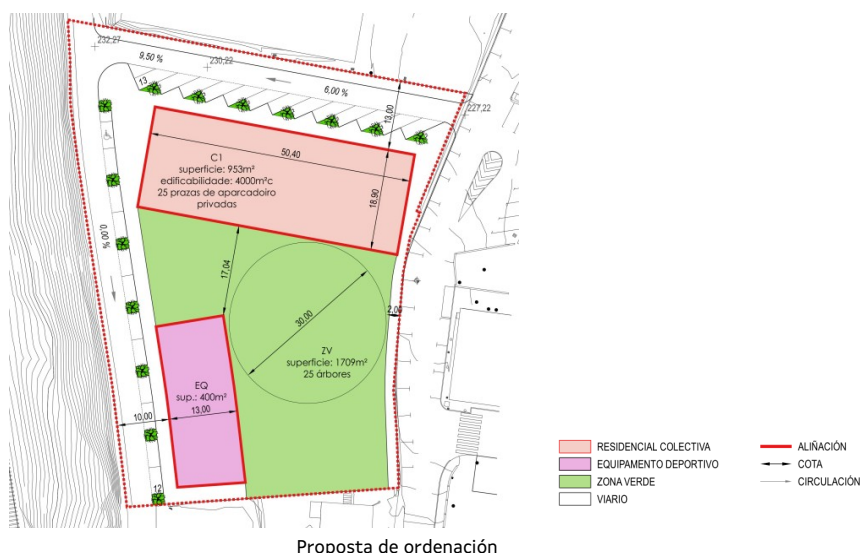 232,27
9,50 %
230,22
6,00 %
227,22
13
13,00
50,40
C1
superficie: 953m²
edificabilidade: 4000m²c
25 prazas de aparcadoiro
privadas
18,90
0,00 %
17,04
30,00
2,00
ZV
superficie: 1709m²
25 árbores
EQ
sup.: 400m²
10,00
13,00
12
RESIDENCIAL COLECTIVA
EQUIPAMENTO DEPORTIVO
ZONA VERDE
VIARIO
ALIÑACIÓN
COTA
CIRCULACIÓN
Proposta de ordenación